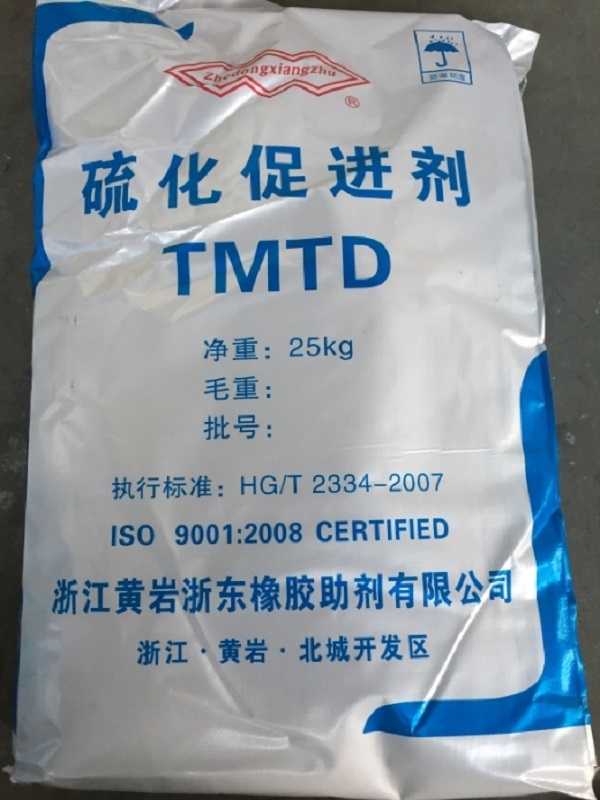 Zhedongxiangzhu
®
硫化促进剂
TMTD
净重：25kg
毛重：
批号：
执行标准：HG/T 2334-2007
ISO 9001:2008 CERTIFIED
浙江黄岩浙东橡胶助剂有限公司
浙江·黄岩·北城开发区